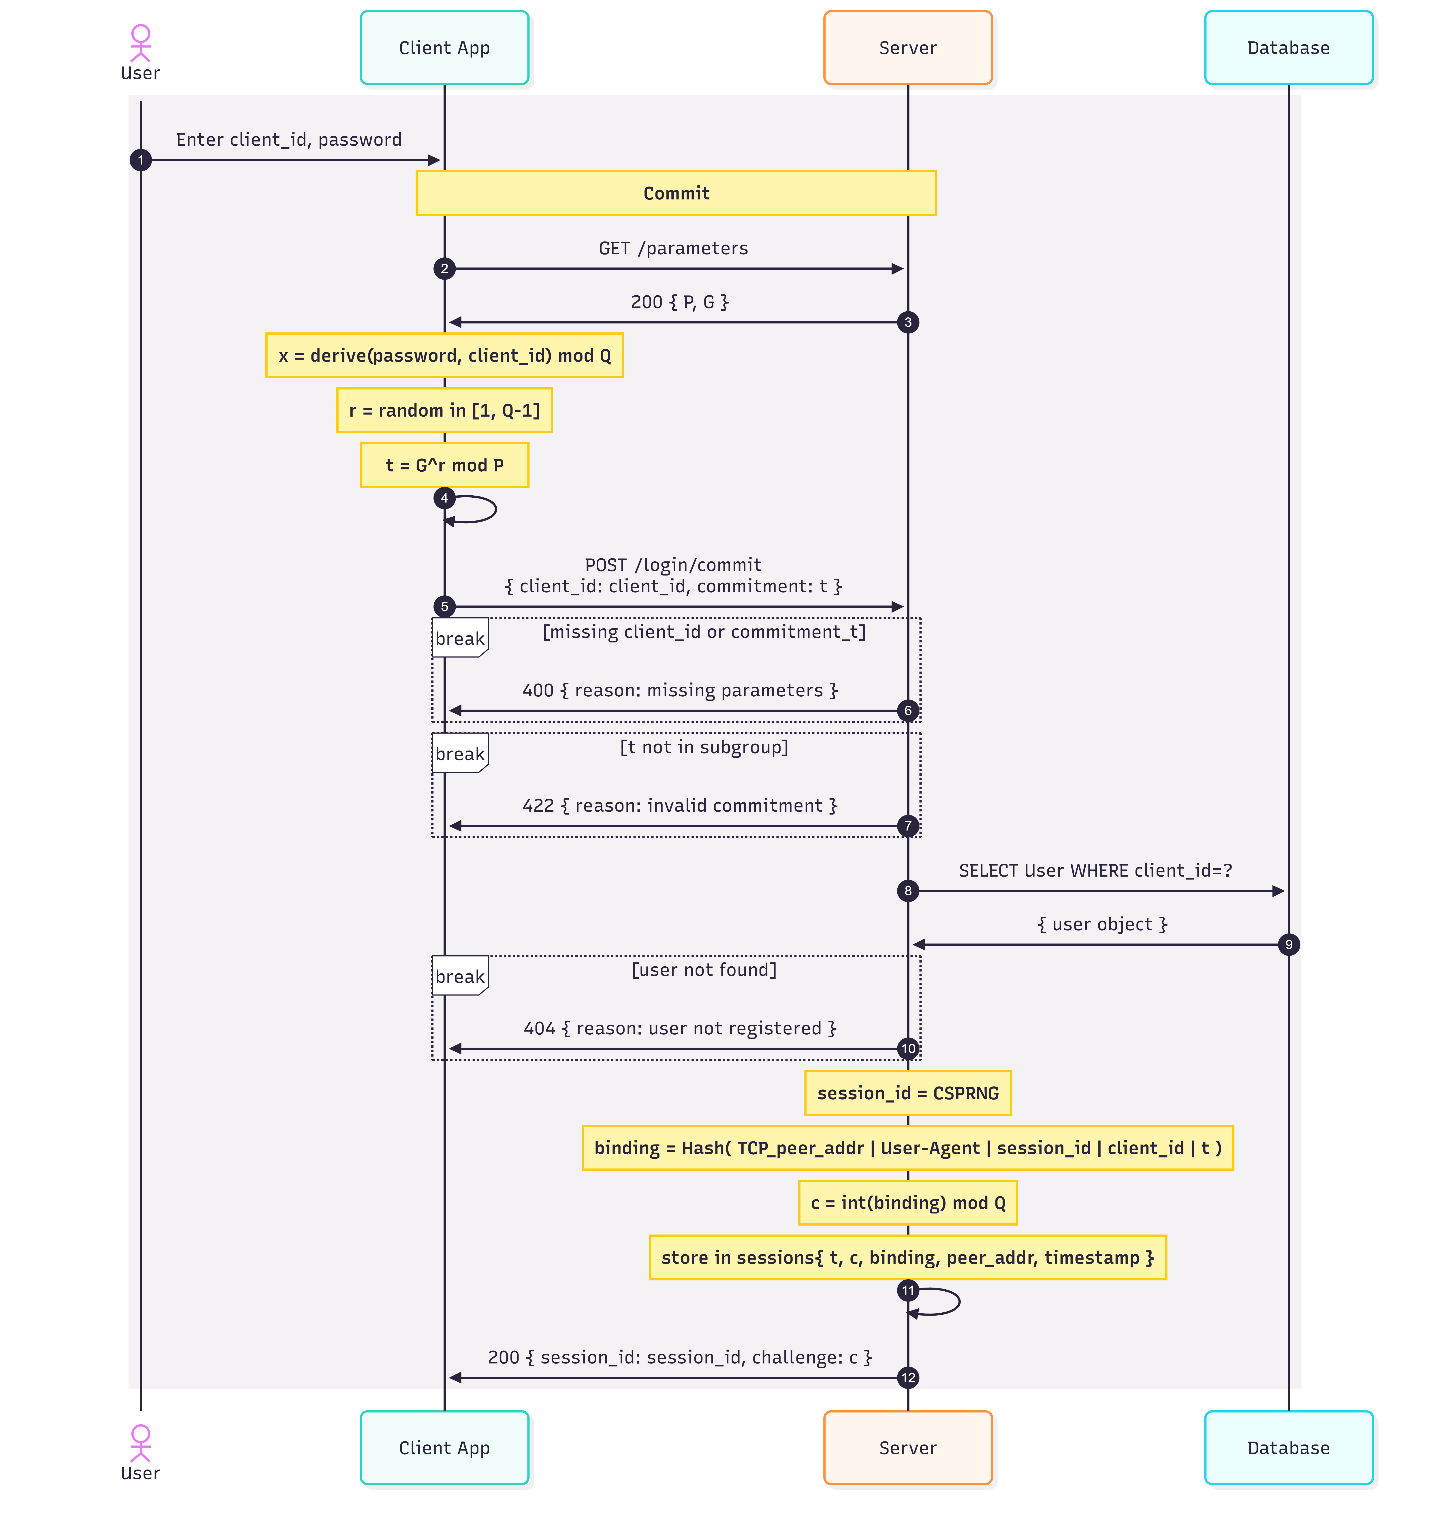 User
Client App
Server
Database
Enter client_id, password
1
Commit
GET /parameters
2
200 { P, G }
3
x = derive(password, client_id) mod Q
r = random in [1, Q-1]
t = G^r mod P
4
POST /login/commit
{ client_id: client_id, commitment: t }
5
break
[missing client_id or commitment_t]
400 { reason: missing parameters }
6
break
[t not in subgroup]
422 { reason: invalid commitment }
7
SELECT User WHERE client_id=?
8
{ user object }
9
break
[user not found]
404 { reason: user not registered }
10
session_id = CSPRNG
binding = Hash( TCP_peer_addr | User-Agent | session_id | client_id | t )
c = int(binding) mod Q
store in sessions{ t, c, binding, peer_addr, timestamp }
11
200 { session_id: session_id, challenge: c }
12
User
Client App
Server
Database